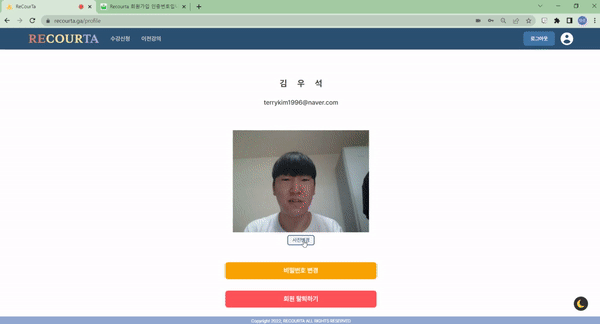 ReCourTa
Recourta 회원가입 인증번호입니
recourta.ga/profile
RECOURTA
수강신청
이전강의
로그아웃
김 우 석
terrykim1996@naver.com
사진변경
비밀번호 변경
회원 탈퇴하기
Copyright 2022, RECOURTA ALL RIGHTS RESERVED